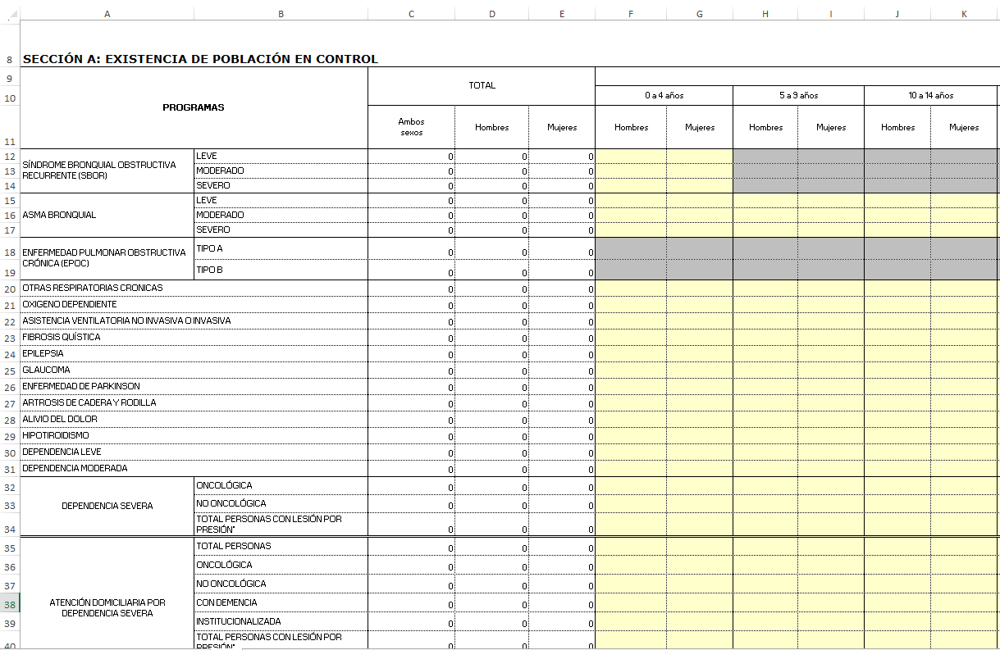 A B C D E F G H I J K
8 SECCIÓN A: EXISTENCIA DE POBLACIÓN EN CONTROL
9 TOTAL
10 PROGRAMAS 0 a 4 años 5 a 9 años 10 a 14 años
11 Ambos sexos Hombres Mujeres Hombres Mujeres Hombres Mujeres Hombres Mujeres
SÍNDROME BRONQUIAL OBSTRUCTIVA
RECURRENTE (SBOR)
12 LEVE 0 0 0
13 MODERADO 0 0 0
14 SEVERO 0 0 0
ASMA BRONQUIAL
15 LEVE 0 0 0
16 MODERADO 0 0 0
17 SEVERO 0 0 0
ENFERMEDAD PULMONAR OBSTRUCTIVA
CRÓNICA (EPOC)
18 TIPO A 0 0 0
19 TIPO B 0 0 0
20 OTRAS RESPIRATORIAS CRONICAS 0 0 0
21 OXIGENO DEPENDIENTE 0 0 0
22 ASISTENCIA VENTILATORIA NO INVASIVA O INVASIVA 0 0 0
23 FIBROSIS QUÍSTICA 0 0 0
24 EPILEPSIA 0 0 0
25 GLAUCOMA 0 0 0
26 ENFERMEDAD DE PARKINSON 0 0 0
27 ARTROSIS DE CADERA Y RODILLA 0 0 0
28 ALIVIO DEL DOLOR 0 0 0
29 HIPOTIROIDISMO 0 0 0
30 DEPENDENCIA LEVE 0 0 0
31 DEPENDENCIA MODERADA 0 0 0
DEPENDENCIA SEVERA
32 ONCOLÓGICA 0 0 0
33 NO ONCOLÓGICA 0 0 0
34 TOTAL PERSONAS CON LESIÓN POR
PRESIÓN* 0 0 0
ATENCIÓN DOMICILIARIA POR
DEPENDENCIA SEVERA
35 TOTAL PERSONAS 0 0 0
36 ONCOLÓGICA 0 0 0
37 NO ONCOLÓGICA 0 0 0
38 CON DEMENCIA 0 0 0
39 INSTITUCIONALIZADA 0 0 0
40 TOTAL PERSONAS CON LESIÓN POR
PRESIÓN* 0 0 0